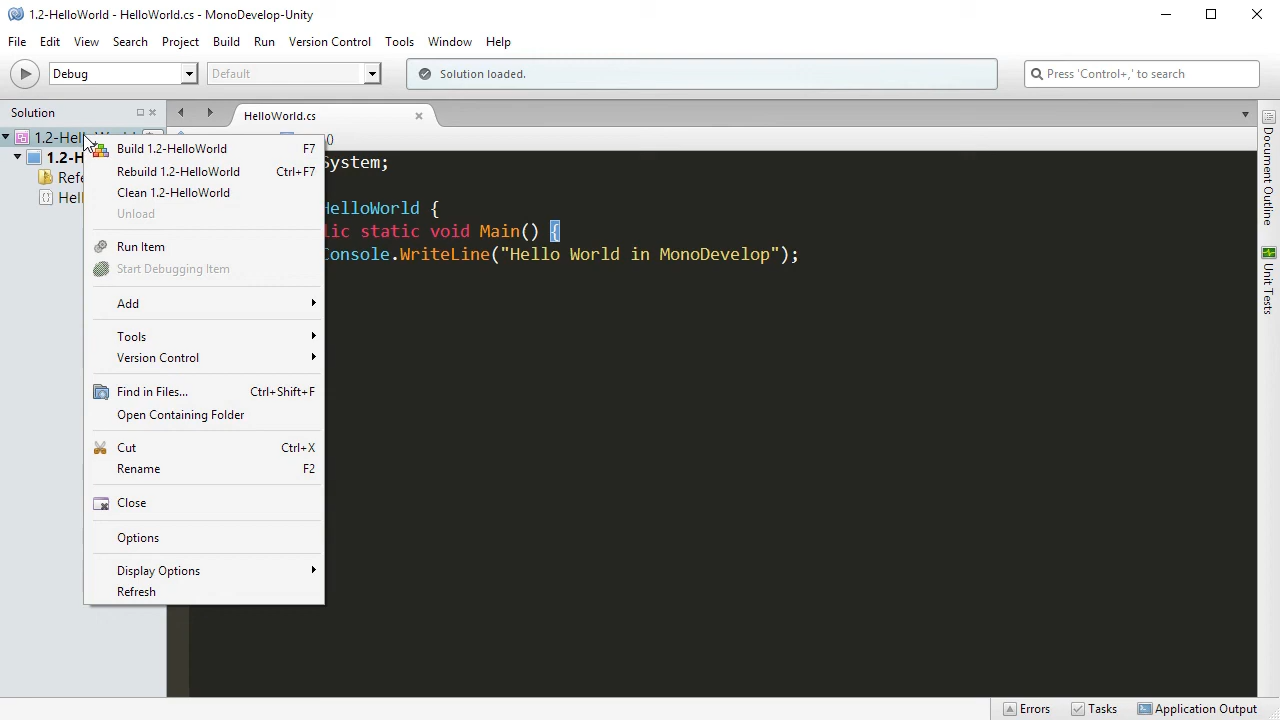 1.2-HelloWorld - HelloWorld.cs - MonoDevelop-Unity
File Edit View Search Project Build Run Version Control Tools Window Help
Debug Default Solution loaded. Press 'Control+,' to search
Solution HelloWorld.cs
()
Build 1.2-HelloWorld F7
Rebuild 1.2-HelloWorld Ctrl+F7
Clean 1.2-HelloWorld
Unload
Run Item
Start Debugging Item
Add
Tools
Version Control
Find in Files... Ctrl+Shift+F
Open Containing Folder
Cut Ctrl+X
Rename F2
Close
Options
Display Options
Refresh
System;
HelloWorld {
lic static void Main() {
Console.WriteLine("Hello World in MonoDevelop");
Document Outline
Unit Tests
Errors Tasks Application Output